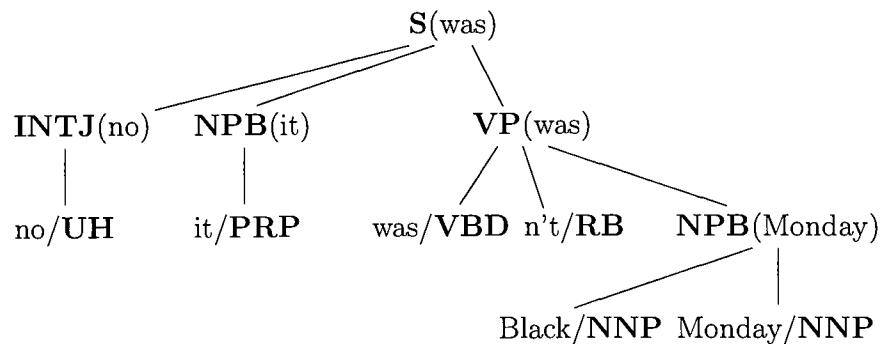 S(was)
INTJ(no) NPB(it) VP(was)
no/UH it/PRP was/VBD n't/RB NPB(Monday)
Black/NNP Monday/NNP